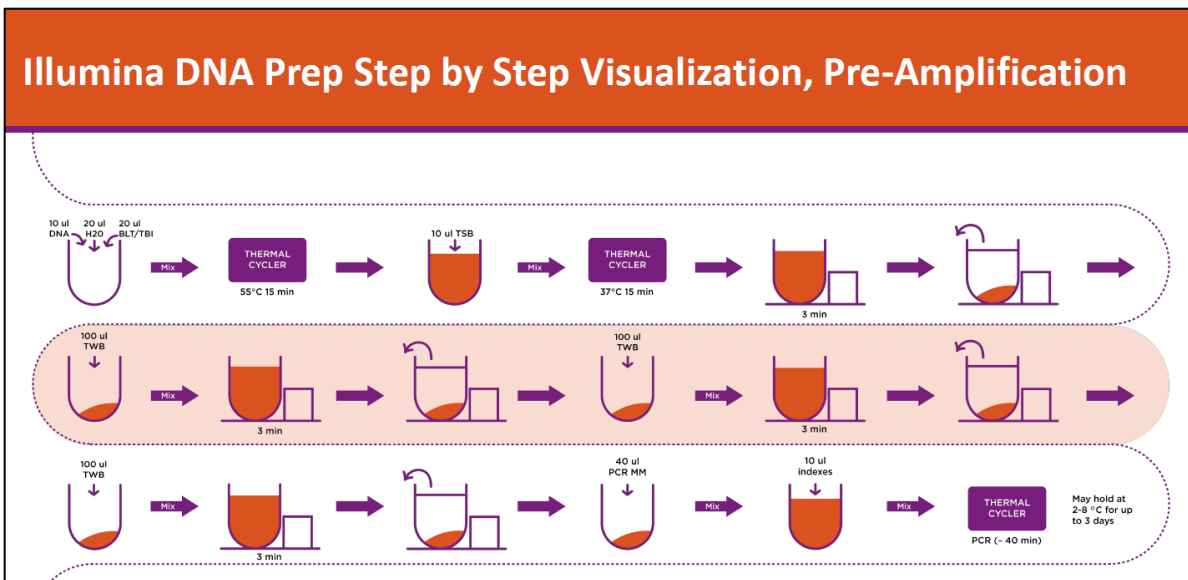 Illumina DNA Prep Step by Step Visualization, Pre-Amplification
10 ul
DNA
20 ul
H20
20 ul
BLT/TBI
Mix
THERMAL
CYCLER
55°C 15 min
10 ul TSB
Mix
THERMAL
CYCLER
37°C 15 min
3 min
100 ul
TWB
Mix
3 min
100 ul
TWB
Mix
3 min
100 ul
TWB
Mix
3 min
40 ul
PCR MM
Mix
10 ul
indexes
Mix
THERMAL
CYCLER
PCR (~ 40 min)
May hold at
2-8 °C for up
to 3 days